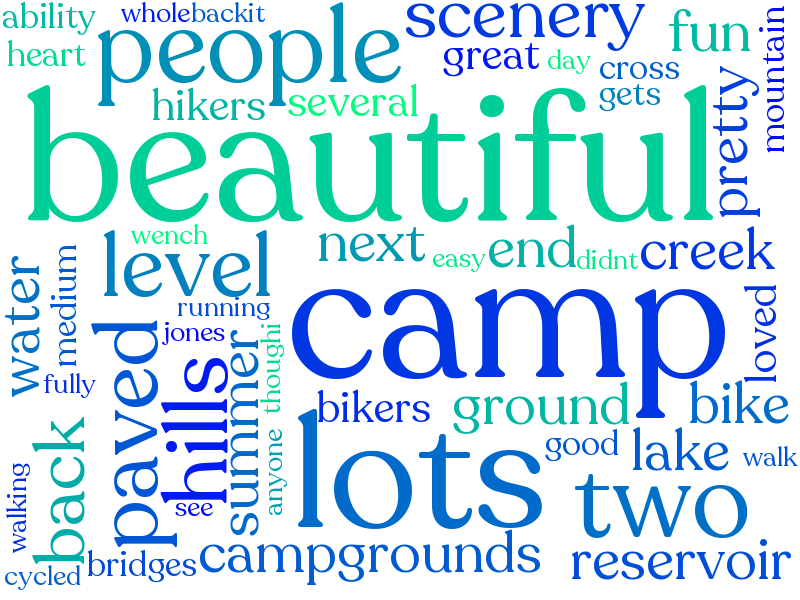 ability
wholebackit
scenery
fun
mountain
heart
people
great
day
cross
gets
hikers
several
pretty
beautiful
wench
level
next
easy
end
didnt
creek
water
medium
running
jones
camp
loved
fully
paved
hills
summer
thoughi
bikers
ground
bike
back
lots
good
lake
walk
walking
see
anyone
two
cycled
bridges
campgrounds
reservoir